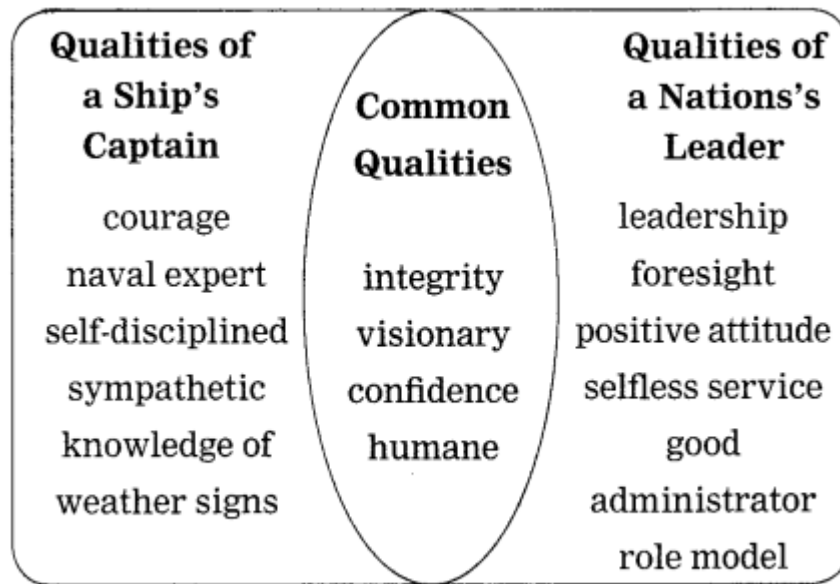 Qualities of
a Ship's
Captain
courage
naval expert
self-disciplined
sympathetic
knowledge of
weather signs
Common
Qualities
integrity
visionary
confidence
humane
Qualities of
a Nations's
Leader
leadership
foresight
positive attitude
selfless service
good
administrator
role model